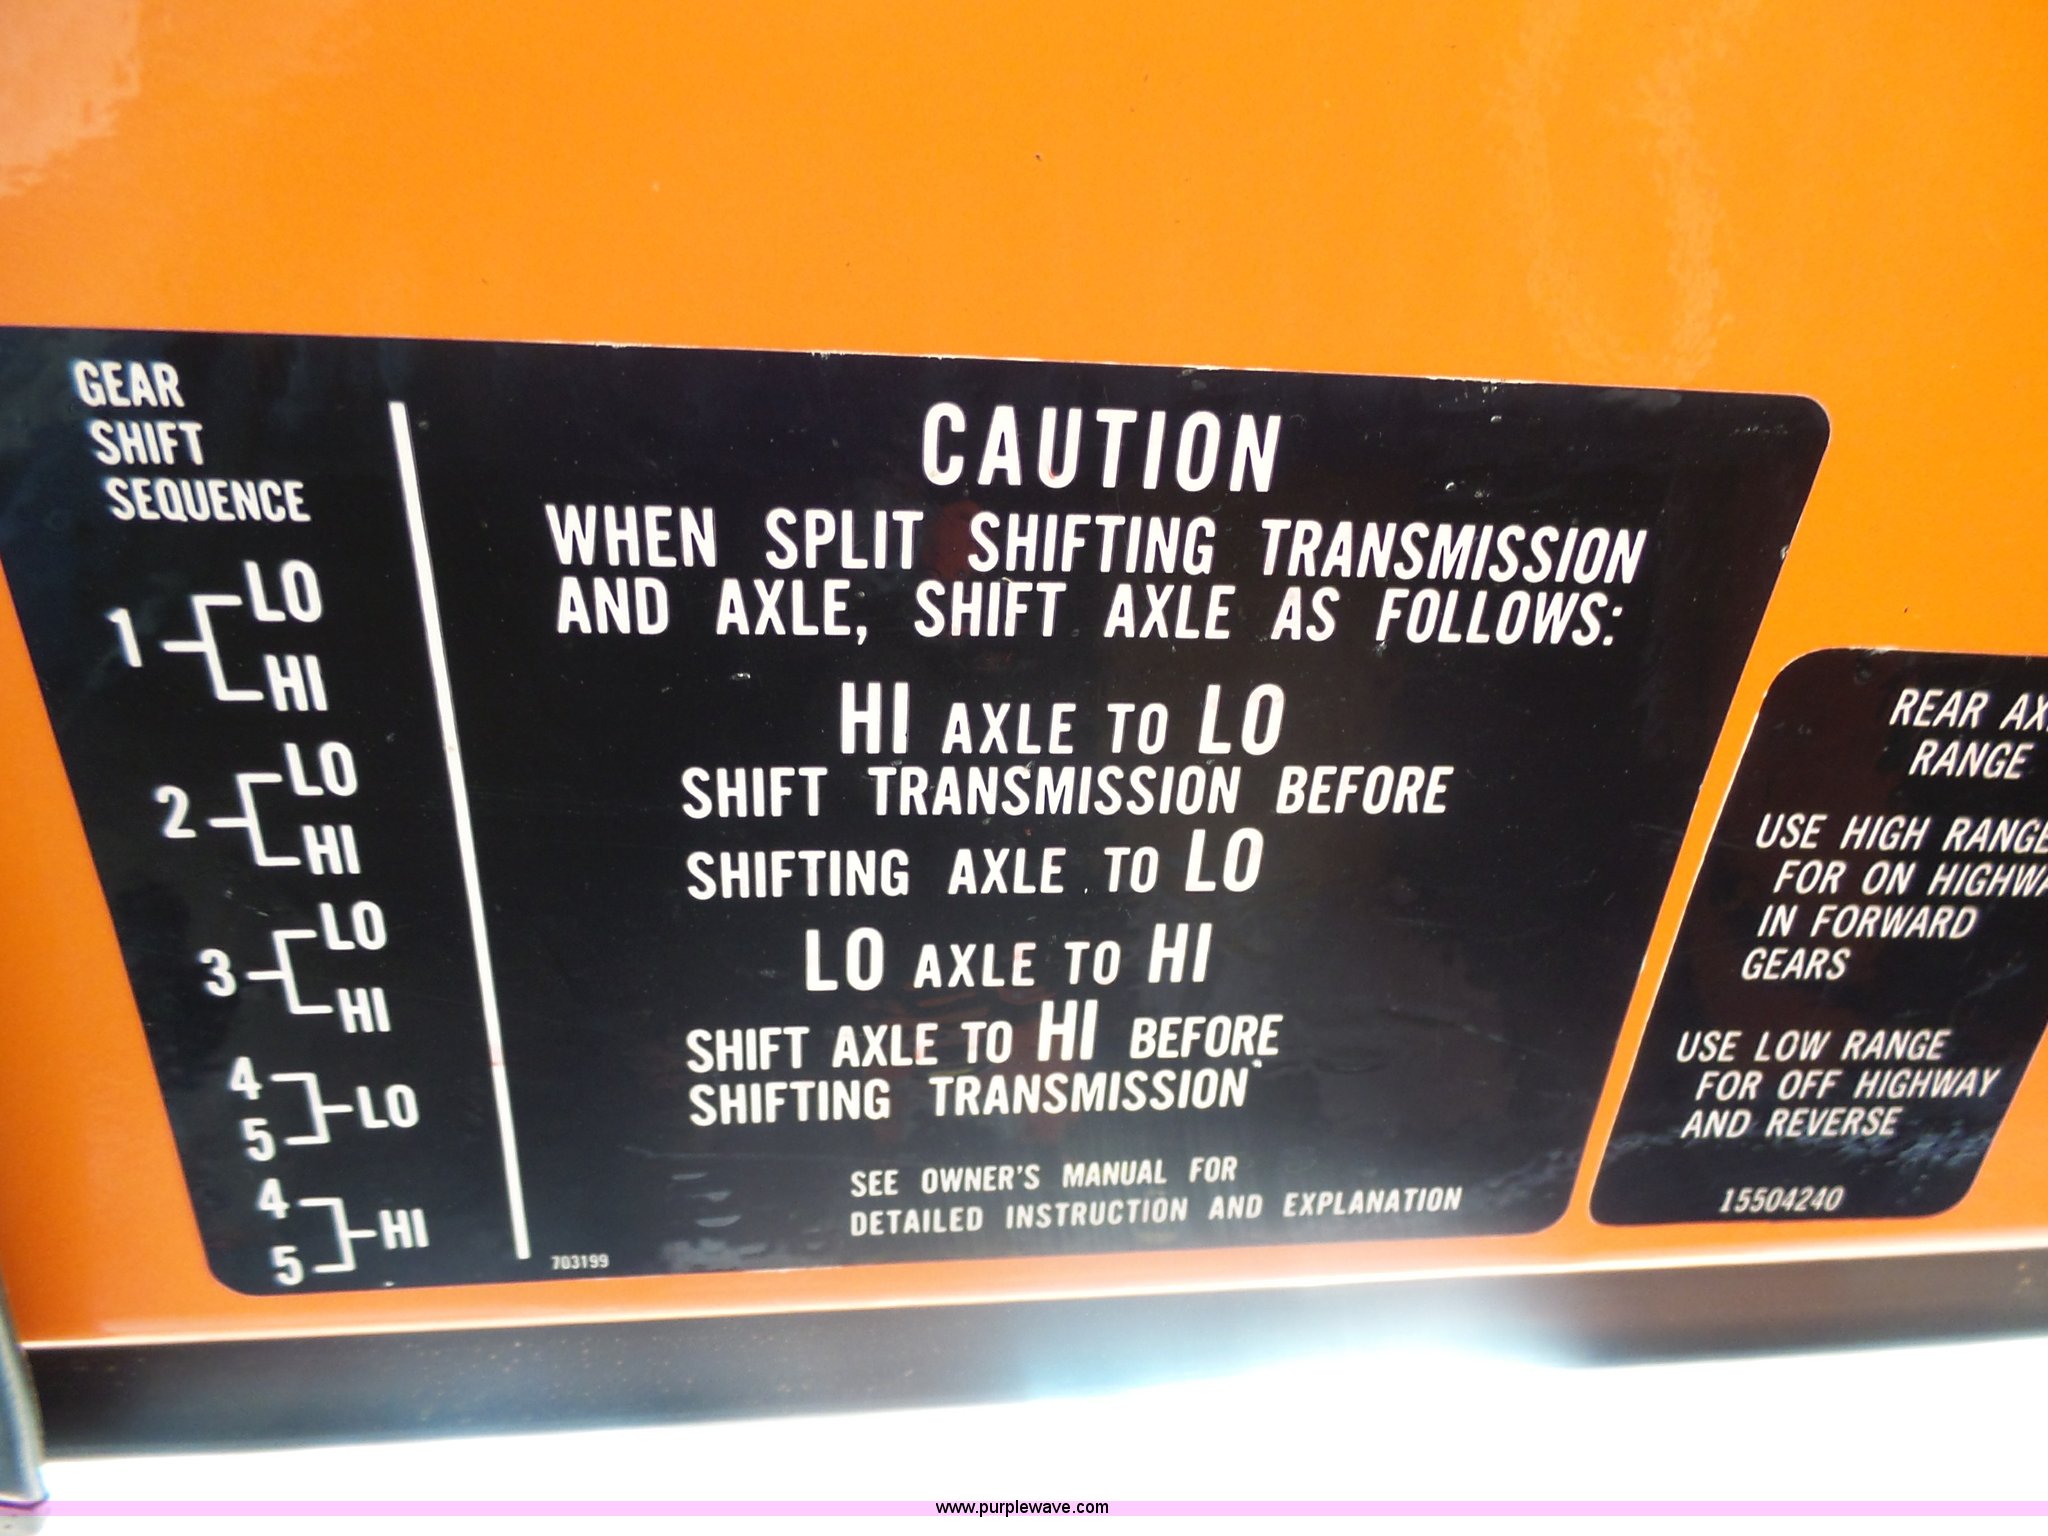 GEAR
SHIFT
SEQUENCE
1 LO
HI
2 LO
HI
3 LO
HI
4
5 LO
4
5 HI
CAUTION
WHEN SPLIT SHIFTING TRANSMISSION
AND AXLE, SHIFT AXLE AS FOLLOWS:
HI AXLE TO LO
SHIFT TRANSMISSION BEFORE
SHIFTING AXLE TO LO
LO AXLE TO HI
SHIFT AXLE TO HI BEFORE
SHIFTING TRANSMISSION
SEE OWNER'S MANUAL FOR
DETAILED INSTRUCTION AND EXPLANATION
703199
REAR
RANGE
USE HIGH RANGE
FOR ON
IN FORWARD
GEARS
USE LOW RANGE
FOR OFF HIGHWAY
AND REVERSE
15504240
www.purplewave.com